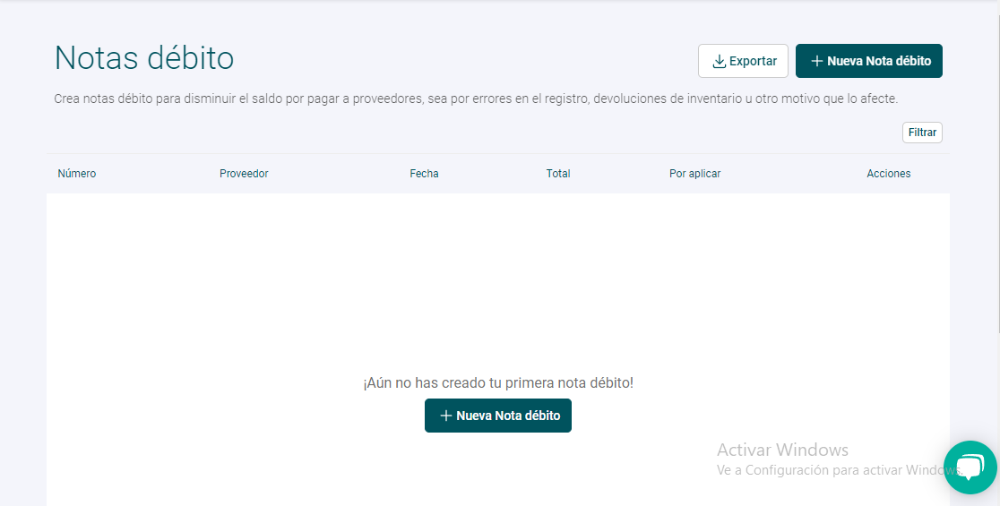 Notas débito
Exportar
Nueva Nota débito
Crea notas débito para disminuir el saldo por pagar a proveedores, sea por errores en el registro, devoluciones de inventario u otro motivo que lo afecte.
Filtrar
Número Proveedor Fecha Total Por aplicar Acciones
¡Aún no has creado tu primera nota débito!
Nueva Nota débito
Activar Windows
Ve a Configuración para activar Windows.